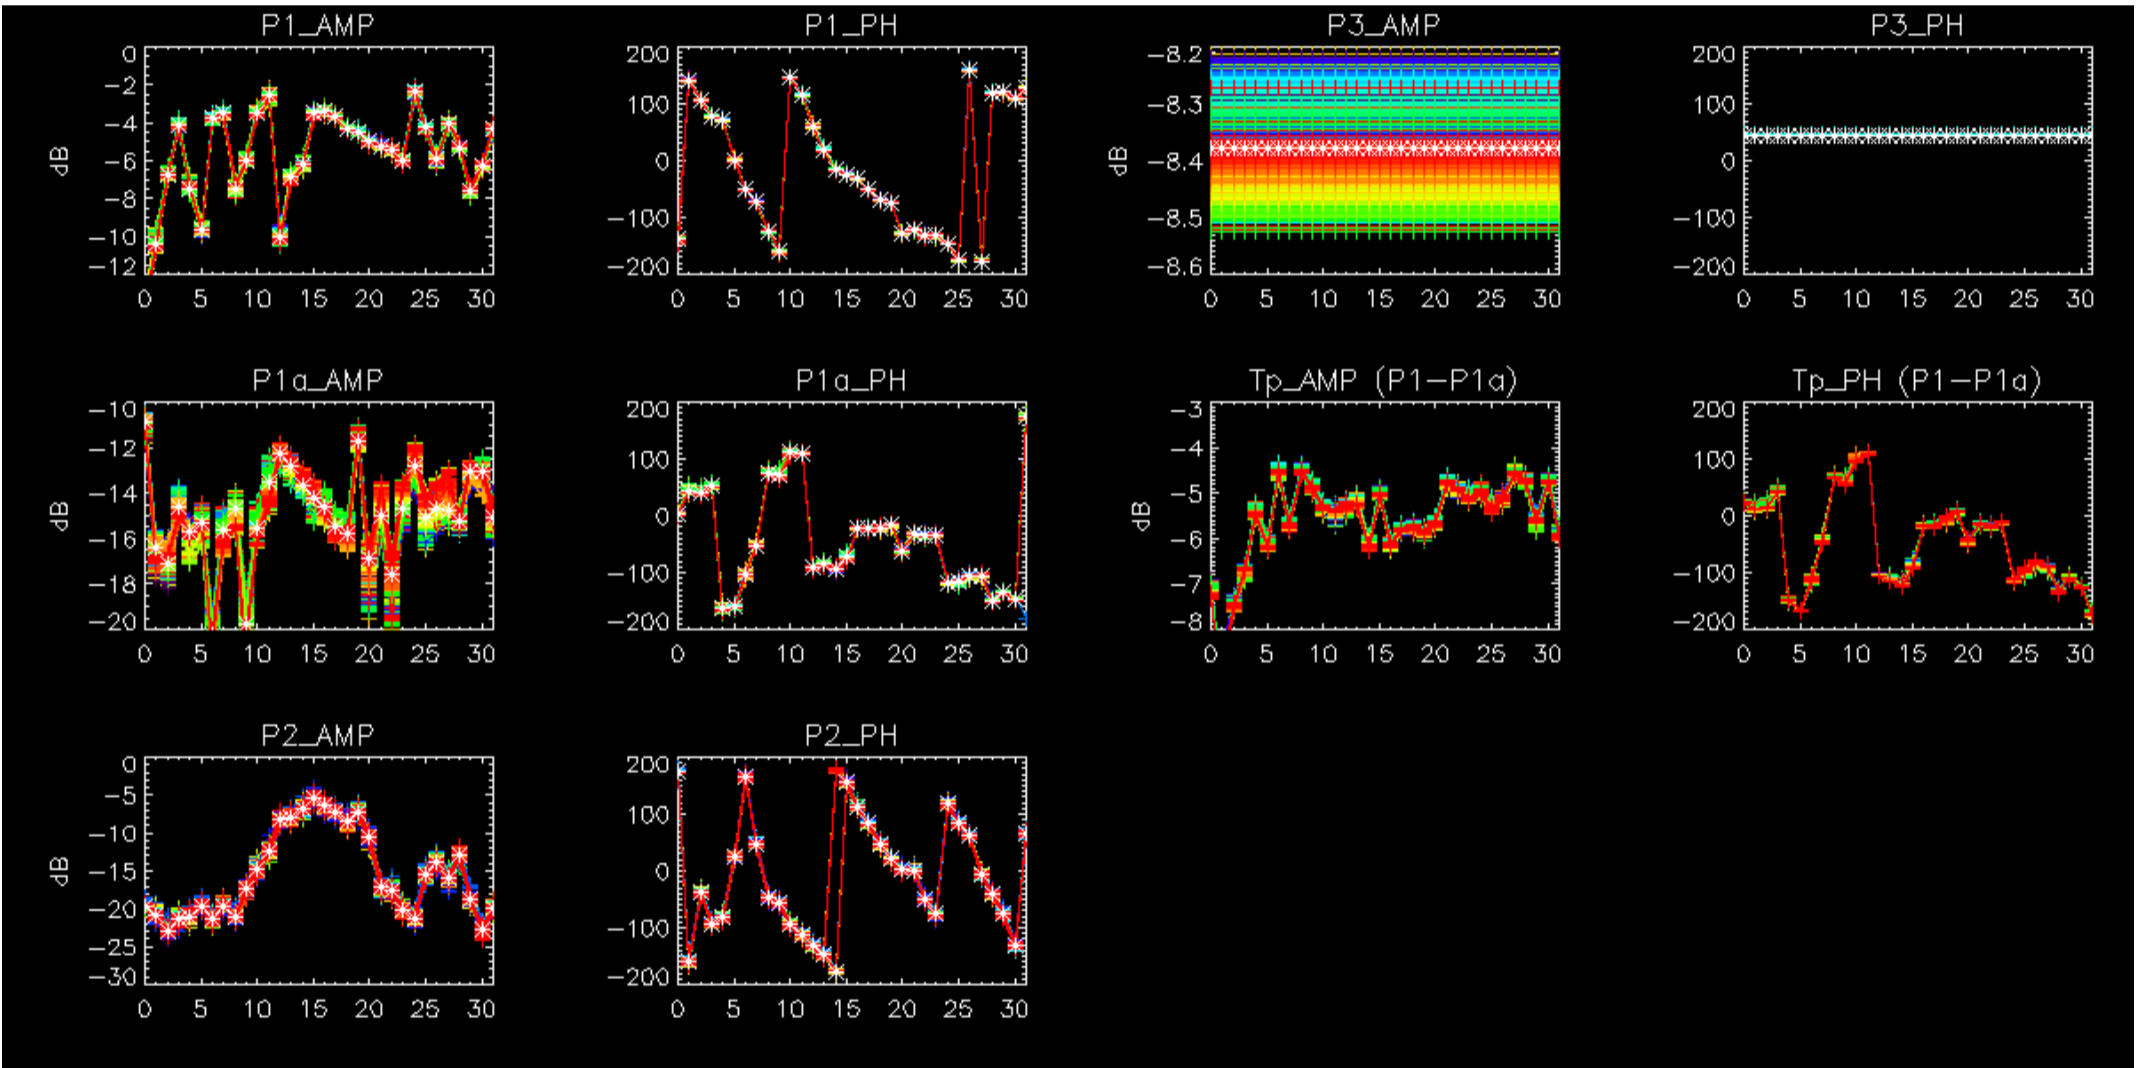 P1_AMP
P1_PH
P3_AMP
P3_PH
0
−2
−4
−6
−8
−10
−12
dB
0 5 10 15 20 25 30
200
100
0
−100
−200
0 5 10 15 20 25 30
−8.2
−8.3
−8.4
−8.5
−8.6
dB
0 5 10 15 20 25 30
200
100
0
−100
−200
0 5 10 15 20 25 30
P1a_AMP
P1a_PH
Tp_AMP (P1−P1a)
Tp_PH (P1−P1a)
−10
−12
−14
−16
−18
−20
dB
0 5 10 15 20 25 30
200
100
0
−100
−200
0 5 10 15 20 25 30
−3
−4
−5
−6
−7
−8
dB
0 5 10 15 20 25 30
200
100
0
−100
−200
0 5 10 15 20 25 30
P2_AMP
P2_PH
0
−5
−10
−15
−20
−25
−30
dB
0 5 10 15 20 25 30
200
100
0
−100
−200
0 5 10 15 20 25 30